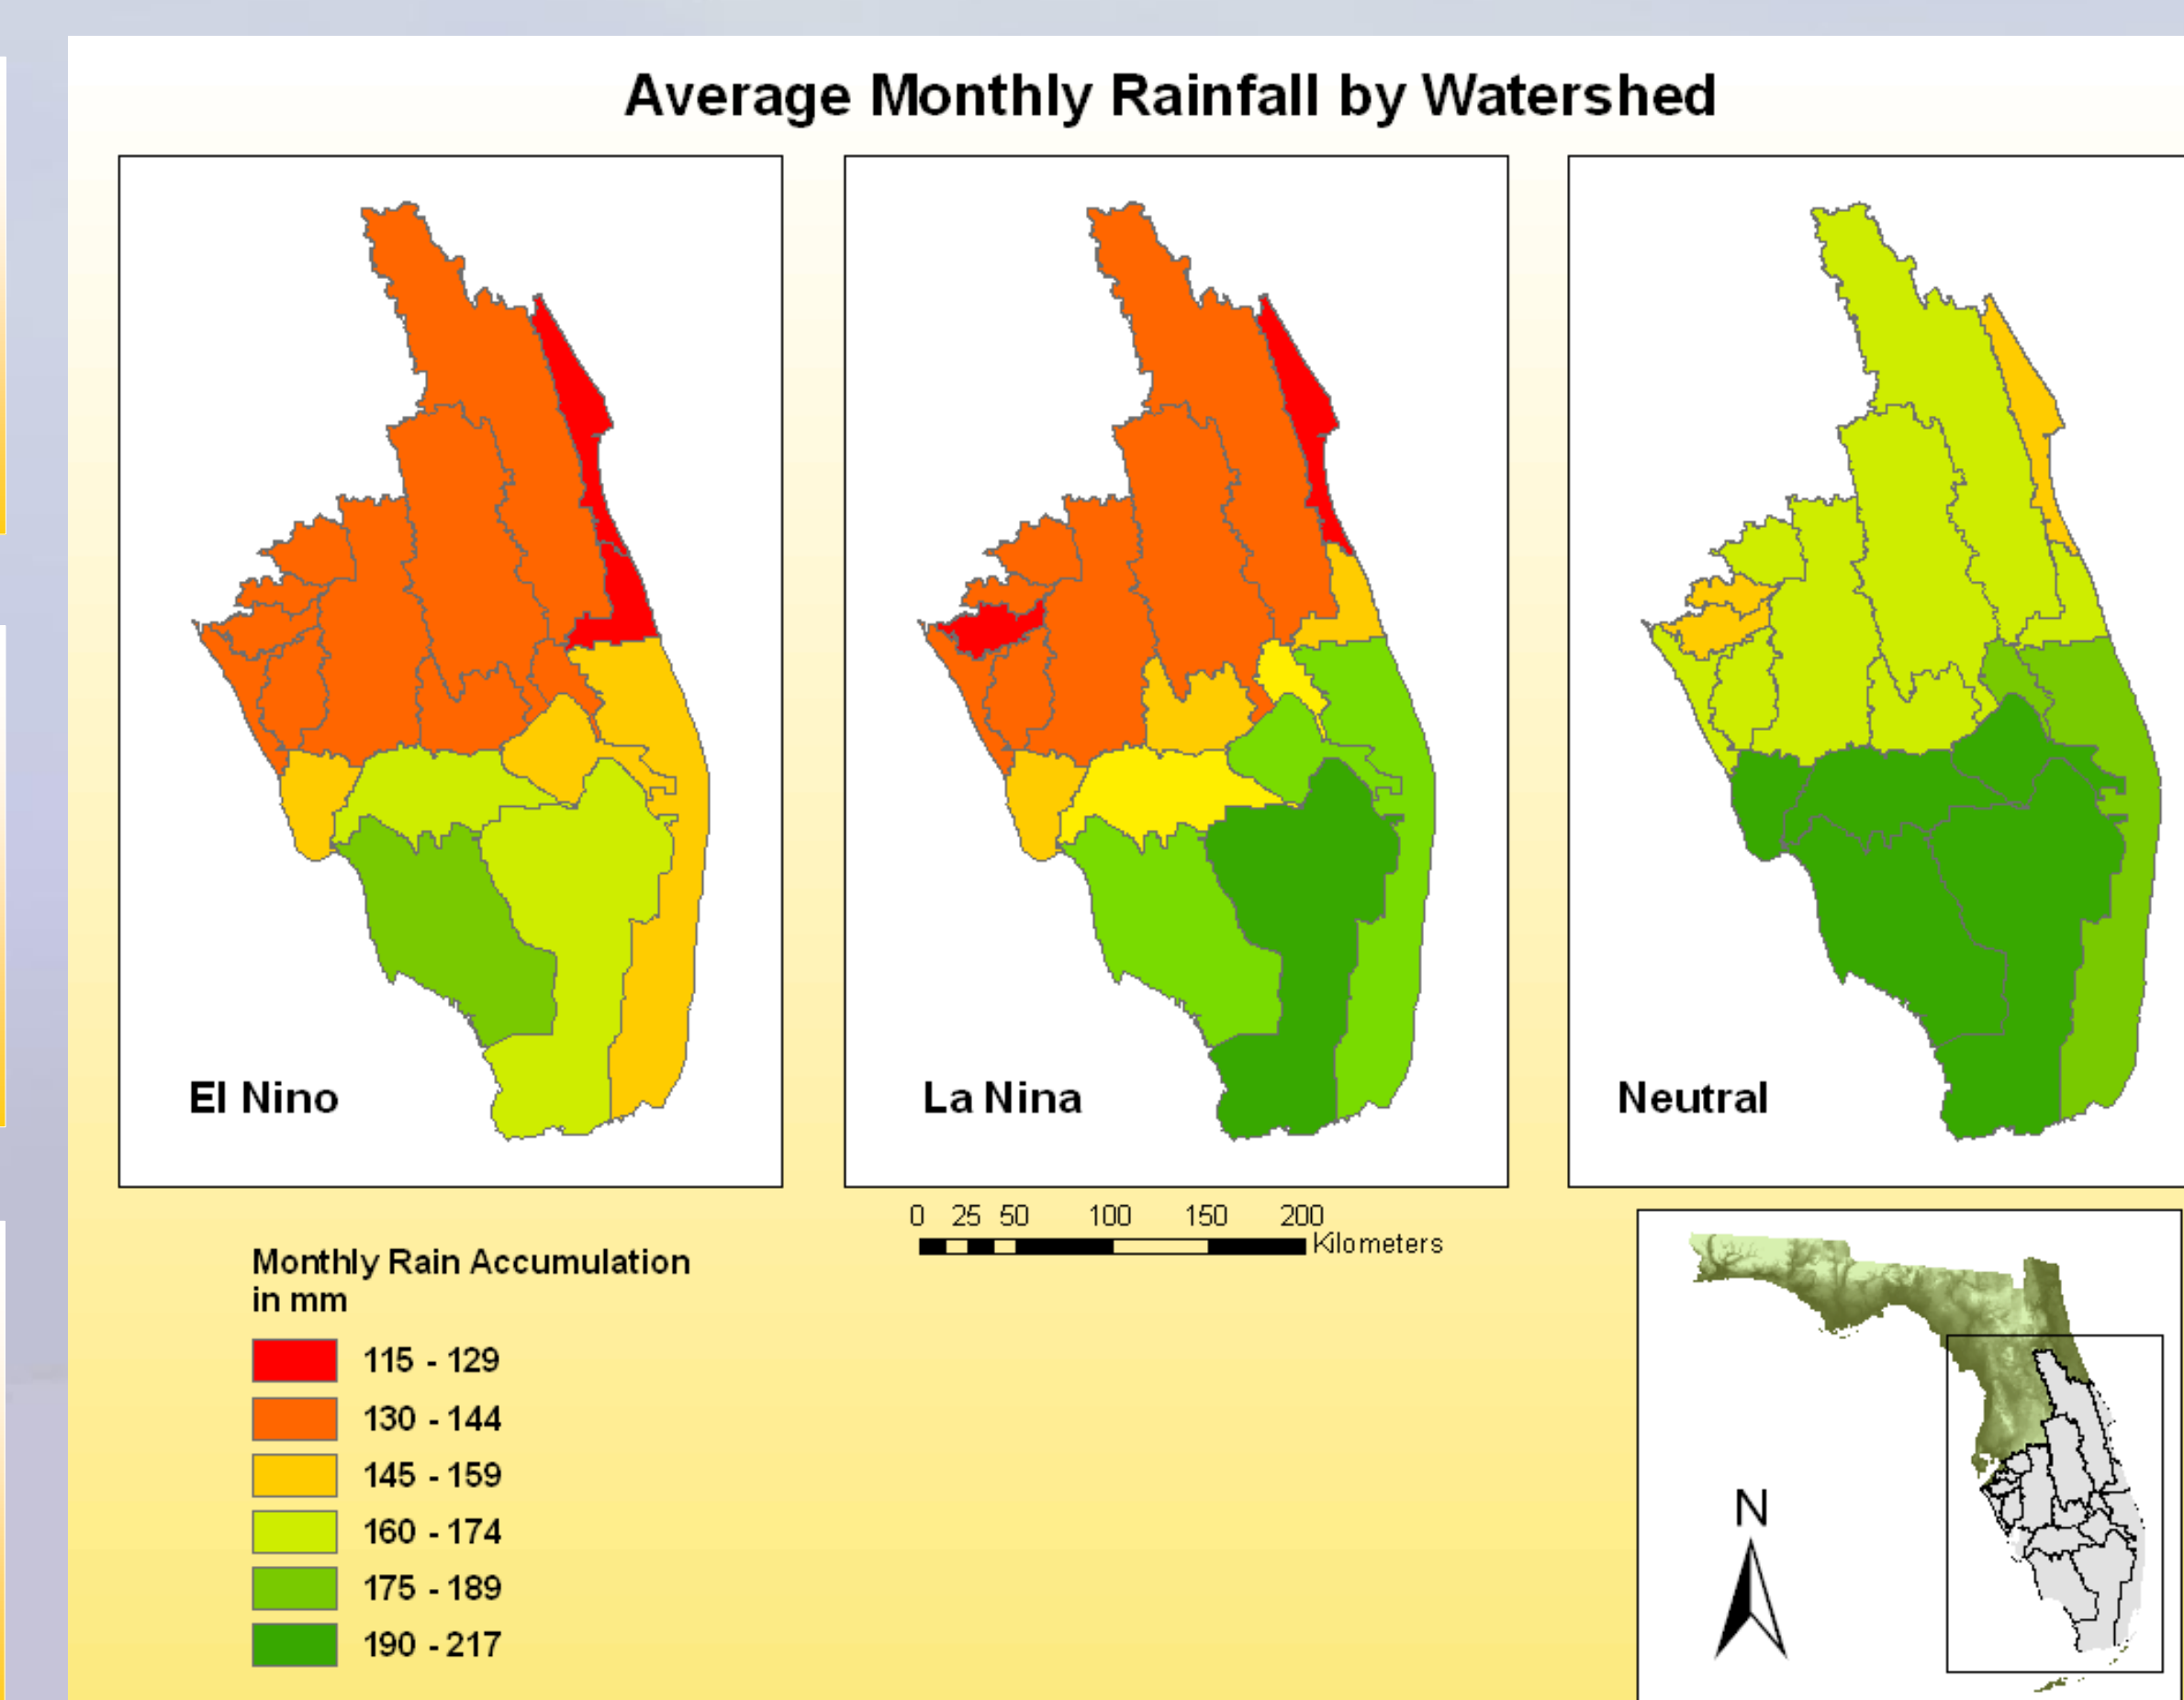 Average Monthly Rainfall by Watershed
El Nino
La Nina
Neutral
0 25 50 100 150 200
Kilometers
Monthly Rain Accumulation
in mm
115 - 129
130 - 144
145 - 159
160 - 174
175 - 189
190 - 217
N